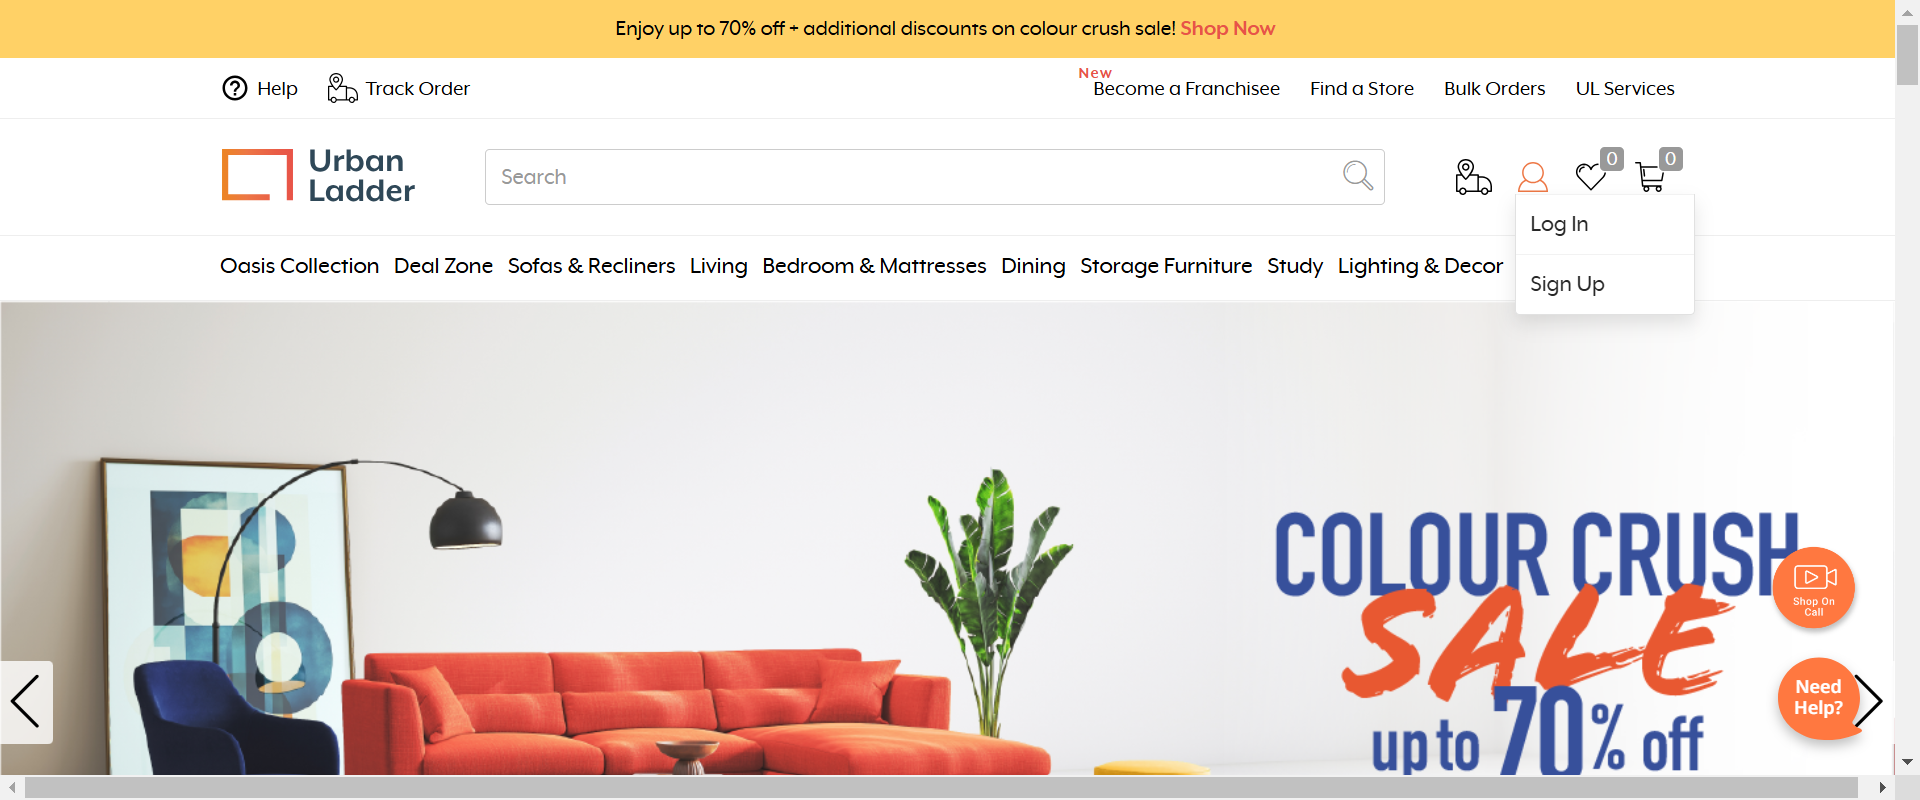 Enjoy up to 70% off + additional discounts on colour crush sale! Shop Now
Help
Track Order
New
Become a Franchisee
Find a Store
Bulk Orders
UL Services
Urban
Ladder
Search
0
0
Log In
Sign Up
Oasis Collection
Deal Zone
Sofas & Recliners
Living
Bedroom & Mattresses
Dining
Storage Furniture
Study
Lighting & Decor
COLOUR CRUSH
SALE
up to 70% off
Shop On
Call
Need
Help?